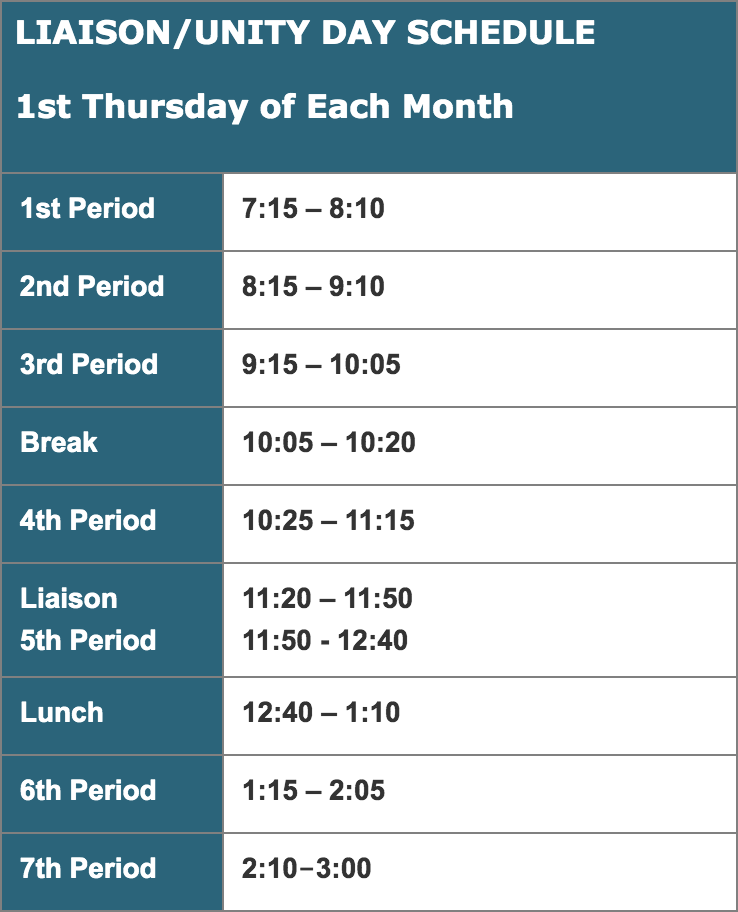 LIAISON/UNITY DAY SCHEDULE
1st Thursday of Each Month
1st Period 7:15 – 8:10
2nd Period 8:15 – 9:10
3rd Period 9:15 – 10:05
Break 10:05 – 10:20
4th Period 10:25 – 11:15
Liaison 11:20 – 11:50
5th Period 11:50 - 12:40
Lunch 12:40 – 1:10
6th Period 1:15 – 2:05
7th Period 2:10–3:00